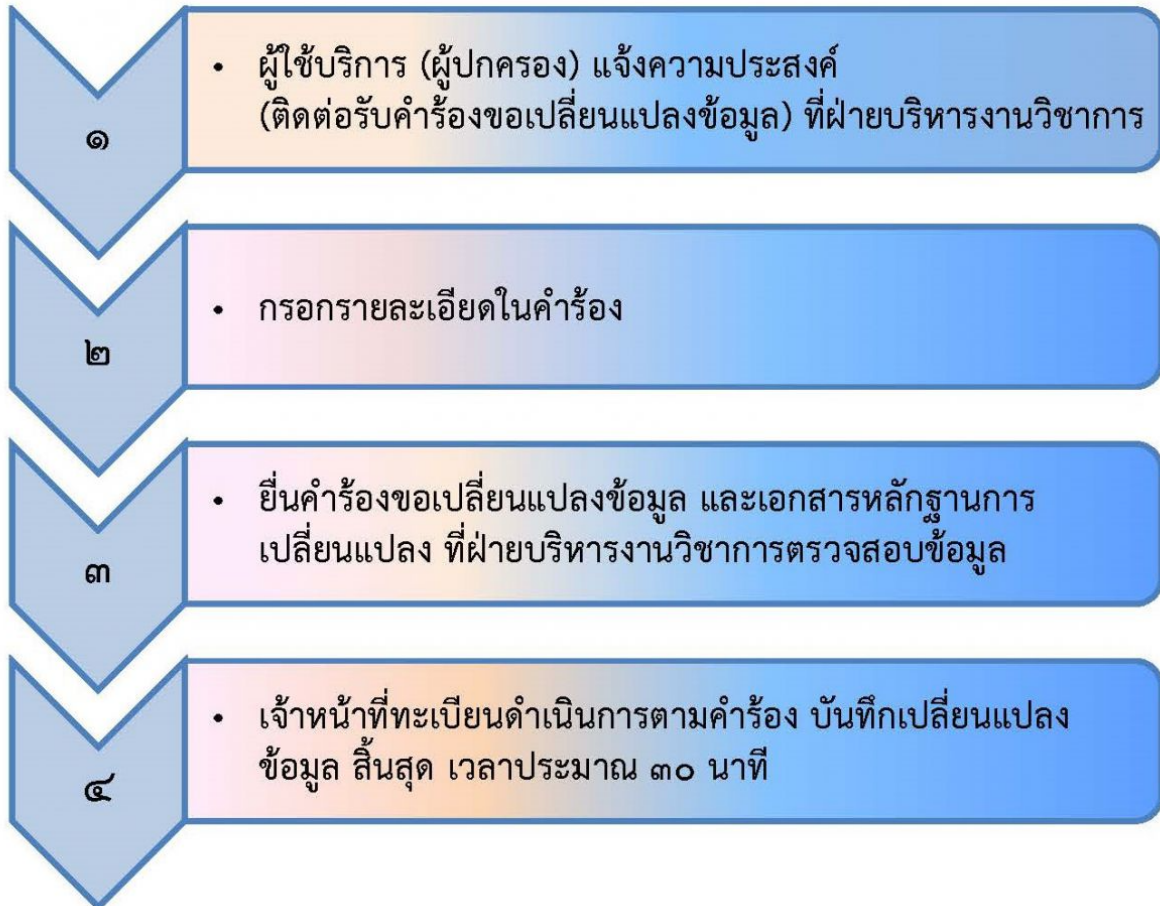 ๑
• ผู้ใช้บริการ (ผู้ปกครอง) แจ้งความประสงค์
(ติดต่อรับคำร้องขอเปลี่ยนแปลงข้อมูล) ที่ฝ่ายบริหารงานวิชาการ
๒
• กรอกรายละเอียดในคำร้อง
๓
• ยื่นคำร้องขอเปลี่ยนแปลงข้อมูล และเอกสารหลักฐานการ
เปลี่ยนแปลง ที่ฝ่ายบริหารงานวิชาการตรวจสอบข้อมูล
๔
• เจ้าหน้าที่ทะเบียนดำเนินการตามคำร้อง บันทึกเปลี่ยนแปลง
ข้อมูล สิ้นสุด เวลาประมาณ ๓๐ นาที